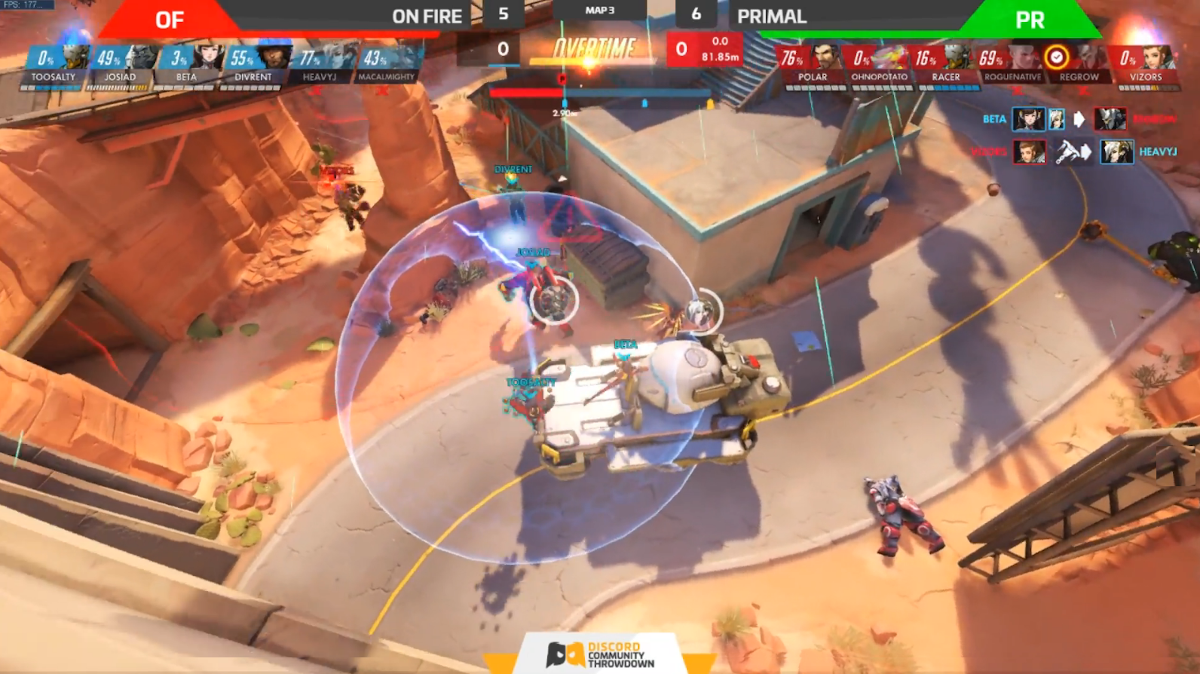 FPS: 177...
OF
ON FIRE
5
MAP 3
6
PRIMAL
PR
0
OVERTIME
0
0.0
81.85m
0%
49%
3%
55%
77%
43%
76%
0%
16%
69%
0%
TOOSALTY
JOSIAD
BETA
DIVRENT
HEAVYJ
MACALMIGHTY
POLAR
OHNOPOTATO
RACER
ROGUENATIVE
REGROW
VIZORS
2.90m
BETA
VIZORS
HEAVYJ
DIVRENT
JOSIAD
BETA
TOOSALTY
DISCORD
COMMUNITY
THROWDOWN